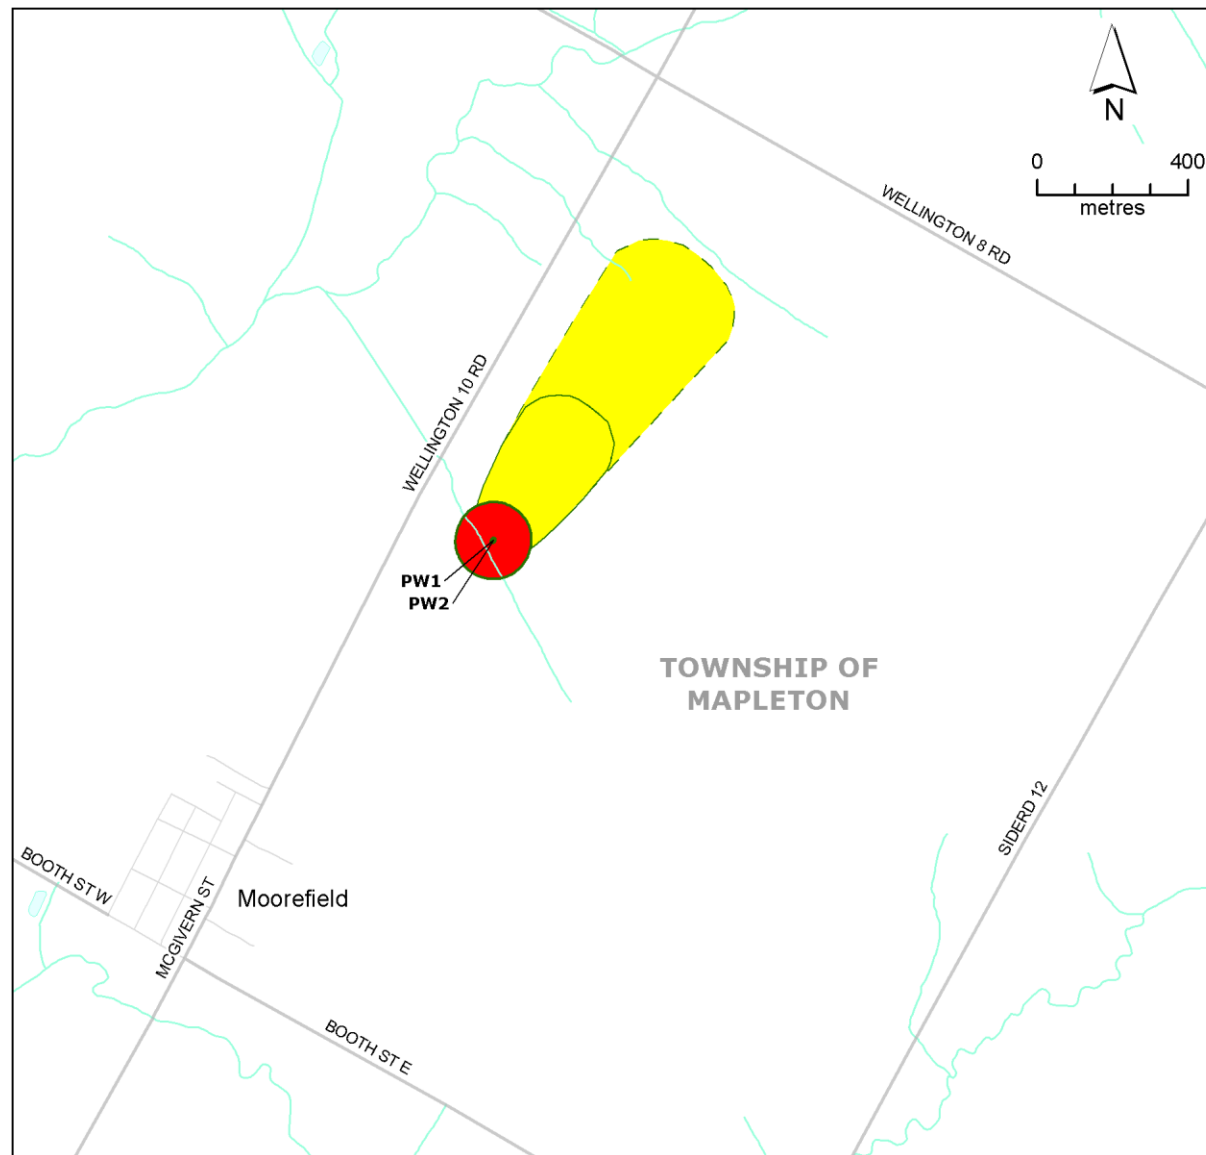 N
0 400
metres
WELLINGTON 8 RD
WELLINGTON 10 RD
PW1
PW2
TOWNSHIP OF
MAPLETON
SIDERD 12
BOOTH ST W
MCGIVERN ST
Moorefield
BOOTH ST E